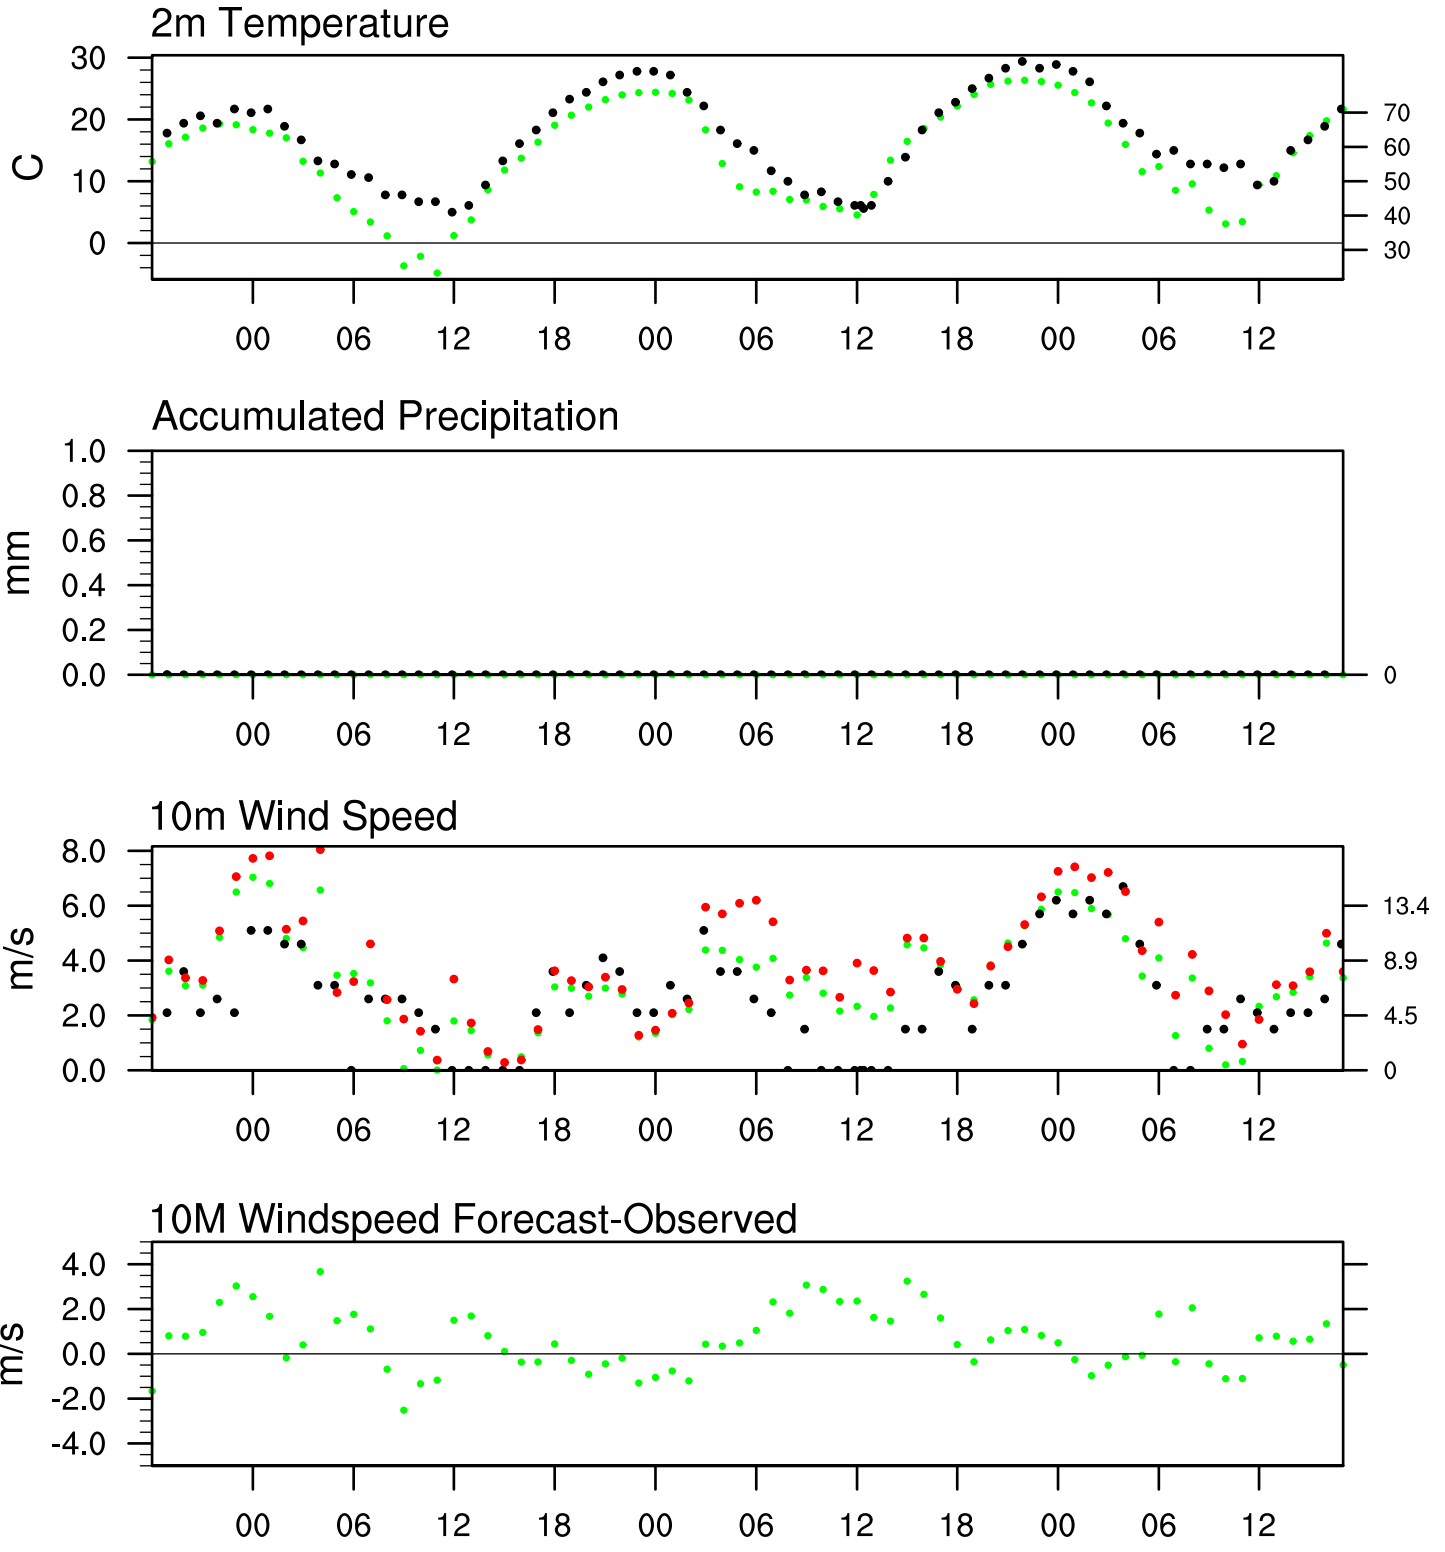 2m Temperature
30
20
10
0
C
70
60
50
40
30
00 06 12 18 00 06 12 18 00 06 12
Accumulated Precipitation
1.0
0.8
0.6
0.4
0.2
0.0
mm
0
00 06 12 18 00 06 12 18 00 06 12
10m Wind Speed
8.0
6.0
4.0
2.0
0.0
m/s
13.4
8.9
4.5
0
00 06 12 18 00 06 12 18 00 06 12
10M Windspeed Forecast-Observed
4.0
2.0
0.0
-2.0
-4.0
m/s
00 06 12 18 00 06 12 18 00 06 12